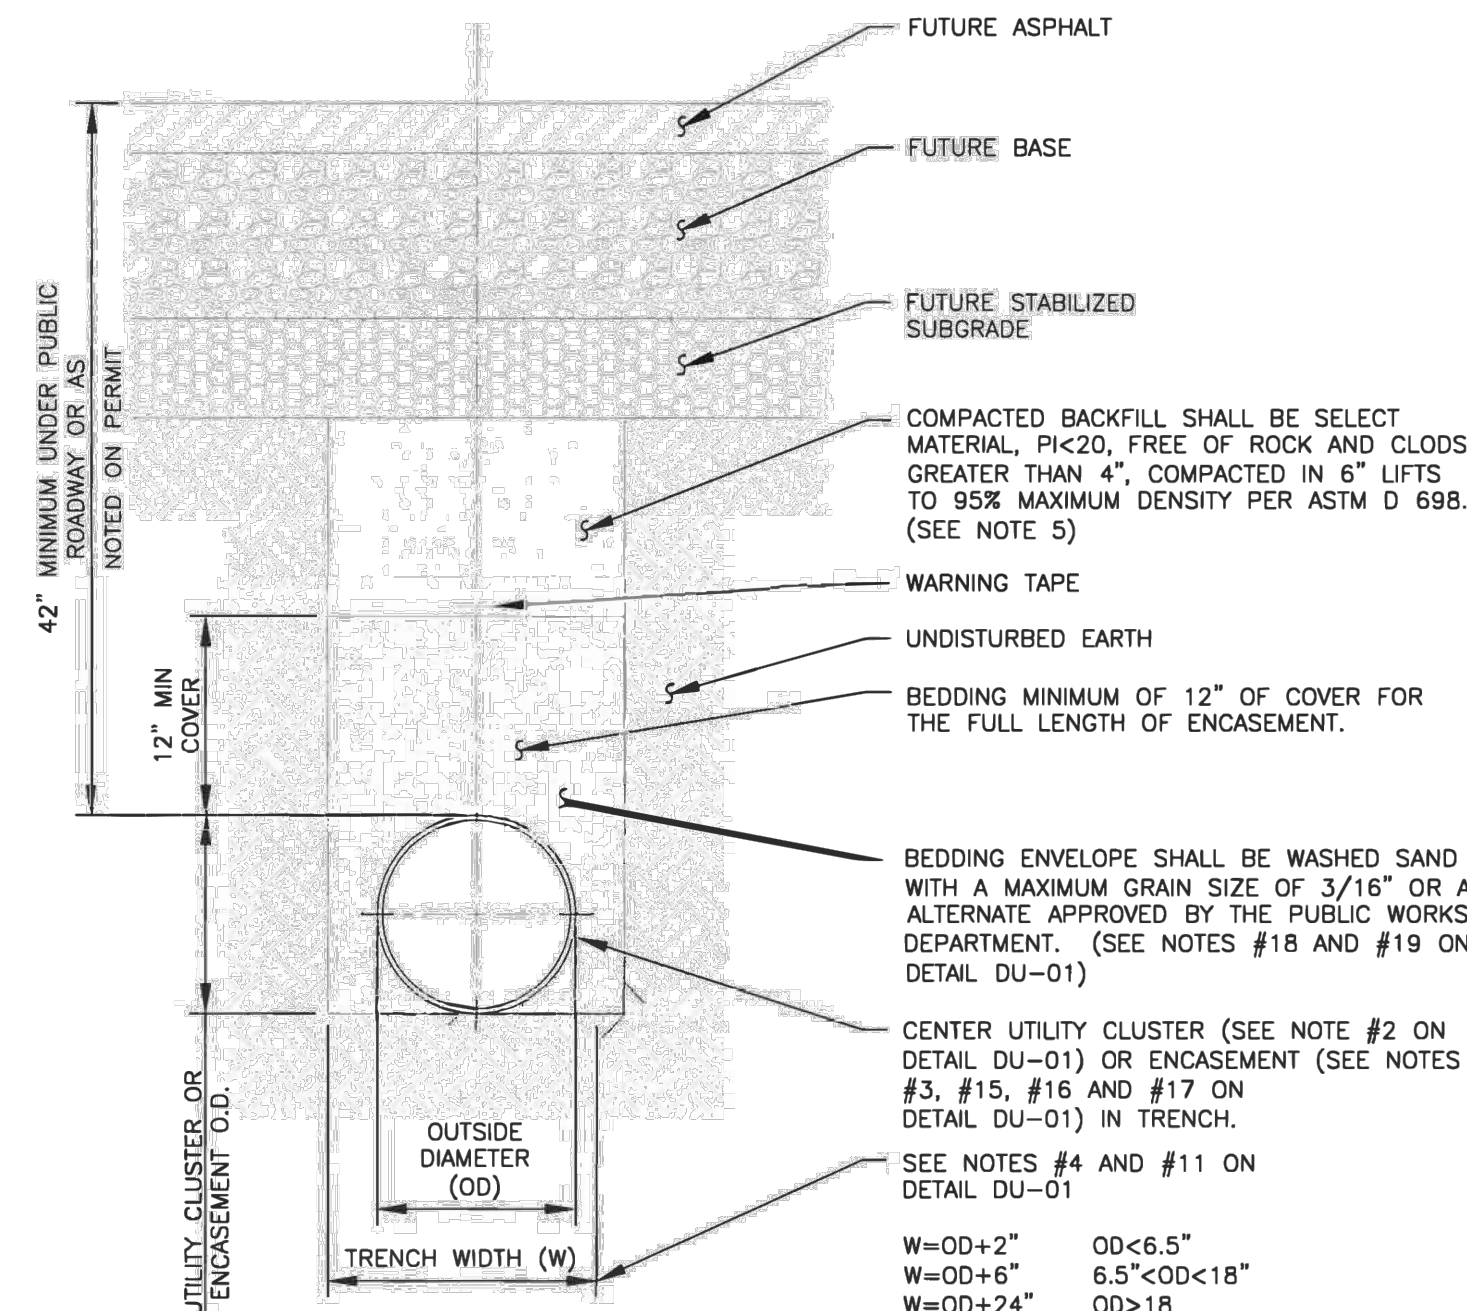 FUTURE ASPHALT
FUTURE BASE
FUTURE STABILIZED
SUBGRADE
COMPACTED BACKFILL SHALL BE SELECT
MATERIAL, PI<20, FREE OF ROCK AND CLODS
GREATER THAN 4", COMPACTED IN 6" LIFTS
TO 95% MAXIMUM DENSITY PER ASTM D 698.
(SEE NOTE 5)
WARNING TAPE
UNDISTURBED EARTH
BEDDING MINIMUM OF 12" OF COVER FOR
THE FULL LENGTH OF ENCASEMENT.
BEDDING ENVELOPE SHALL BE WASHED SAND
WITH A MAXIMUM GRAIN SIZE OF 3/16" OR
ALTERNATE APPROVED BY THE PUBLIC WORKS
DEPARTMENT. (SEE NOTES #18 AND #19 ON
DETAIL DU-01)
CENTER UTILITY CLUSTER (SEE NOTE #2 ON
DETAIL DU-01) OR ENCASEMENT (SEE NOTES
#3, #15, #16 AND #17 ON
DETAIL DU-01) IN TRENCH.
SEE NOTES #4 AND #11 ON
DETAIL DU-01
W=OD+2" OD<6.5"
W=OD+6" 6.5"<OD<18"
W=OD+24" OD>18
42" MINIMUM UNDER PUBLIC
ROADWAY OR AS
NOTED ON PERMIT
12" MIN
COVER
UTILITY CLUSTER OR
ENCASEMENT O.D.
OUTSIDE
DIAMETER
(OD)
TRENCH WIDTH (W)